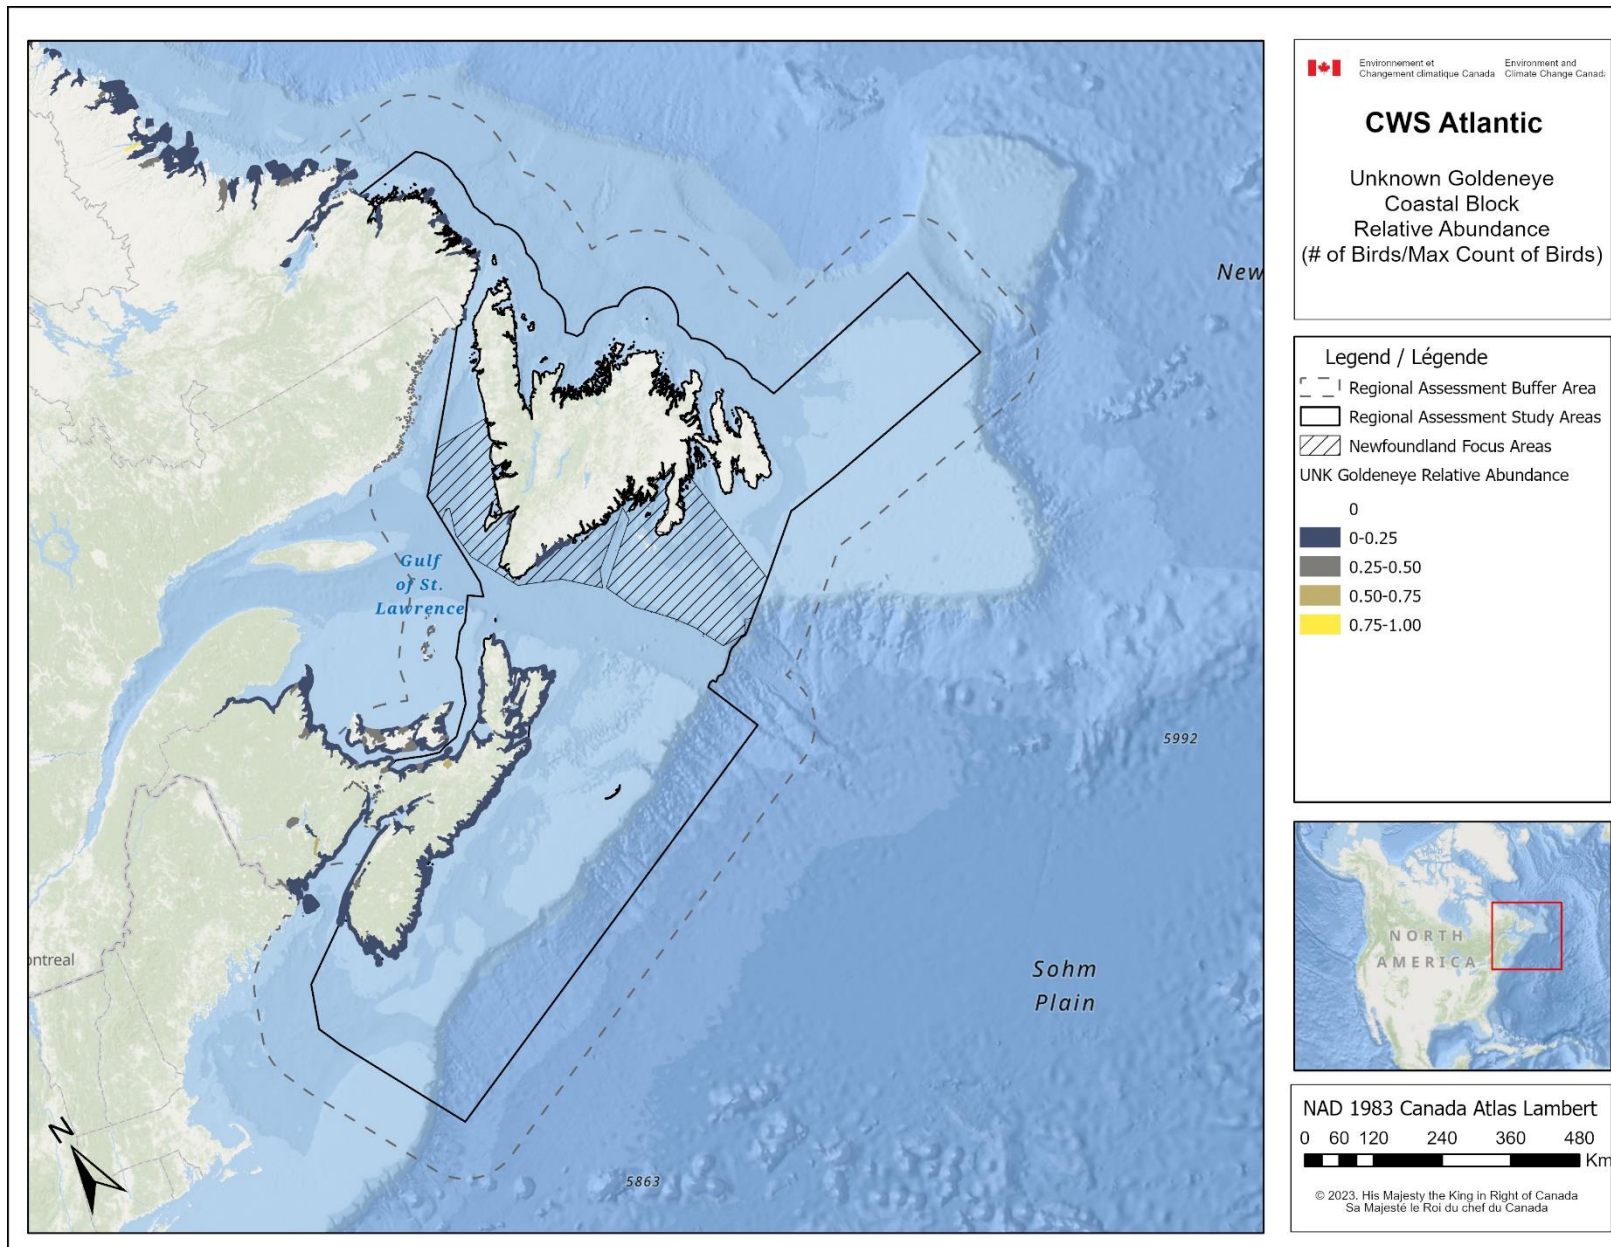 New
Gulf
of St.
Lawrence
5992
Sohm
Plain
5863
ontreal
N
Environnement et
Changement climatique Canada
Environment and
Climate Change Canada
CWS Atlantic
Unknown Goldeneye
Coastal Block
Relative Abundance
(# of Birds/Max Count of Birds)
Legend / Légende
Regional Assessment Buffer Area
Regional Assessment Study Areas
Newfoundland Focus Areas
UNK Goldeneye Relative Abundance
0
0-0.25
0.25-0.50
0.50-0.75
0.75-1.00
NORTH
AMERICA
NAD 1983 Canada Atlas Lambert
0 60 120 240 360 480
Km
© 2023. His Majesty the King in Right of Canada
Sa Majesté le Roi du chef du Canada